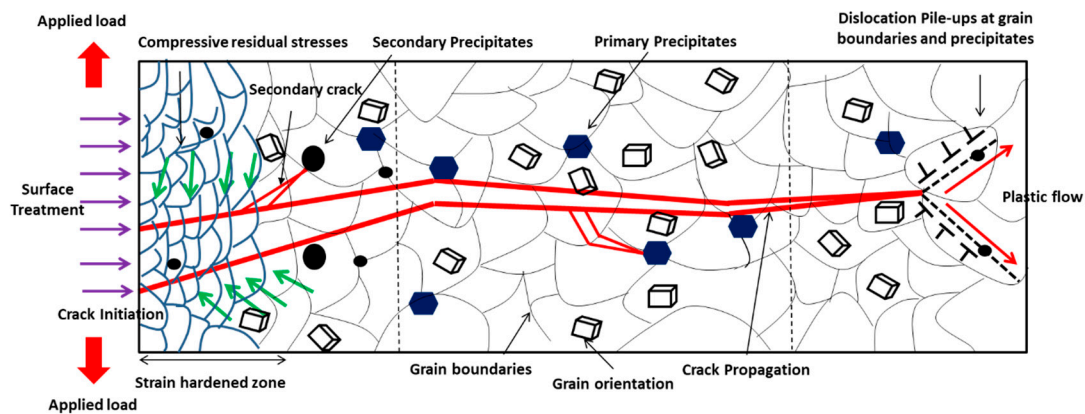 Applied load
Compressive residual stresses
Secondary Precipitates
Primary Precipitates
Dislocation Pile-ups at grain
boundaries and precipitates
Secondary crack
Surface
Treatment
Plastic flow
Crack Initiation
Strain hardened zone
Grain boundaries
Grain orientation
Crack Propagation
Applied load